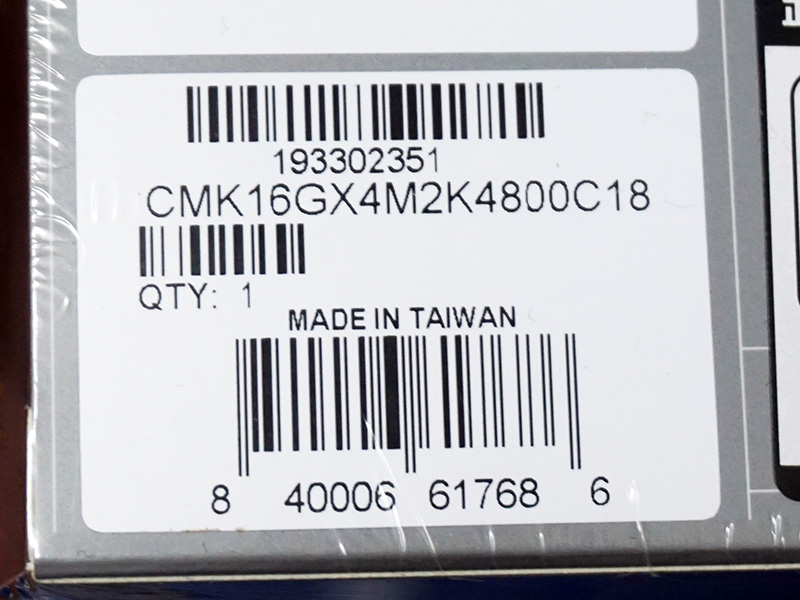 193302351
CMK16GX4M2K4800C18
QTY: 1
MADE IN TAIWAN
8 40006 61768 6